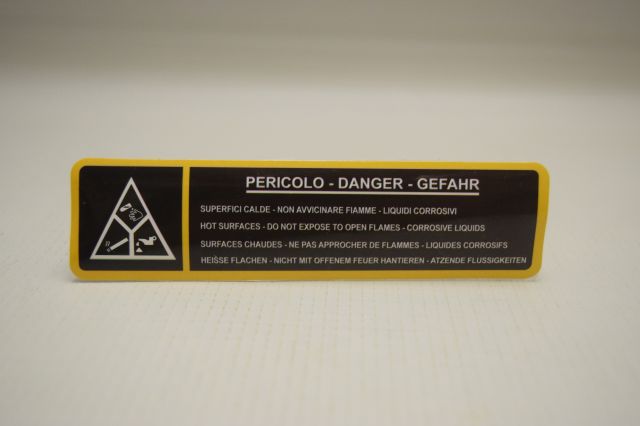 PERICOLO - DANGER - GEFAHR
SUPERFICI CALDE - NON AVVICINARE FIAMME - LIQUIDI CORROSIVI
HOT SURFACES - DO NOT EXPOSE TO OPEN FLAMES - CORROSIVE LIQUIDS
SURFACES CHAUDES - NE PAS APPROCHER DE FLAMMES - LIQUIDES CORROSIFS
HEIßSE FLACHEN - NICHT MIT OFFENEM FEUER HANTIEREN - ATZENDE FLUSSIGKEITEN